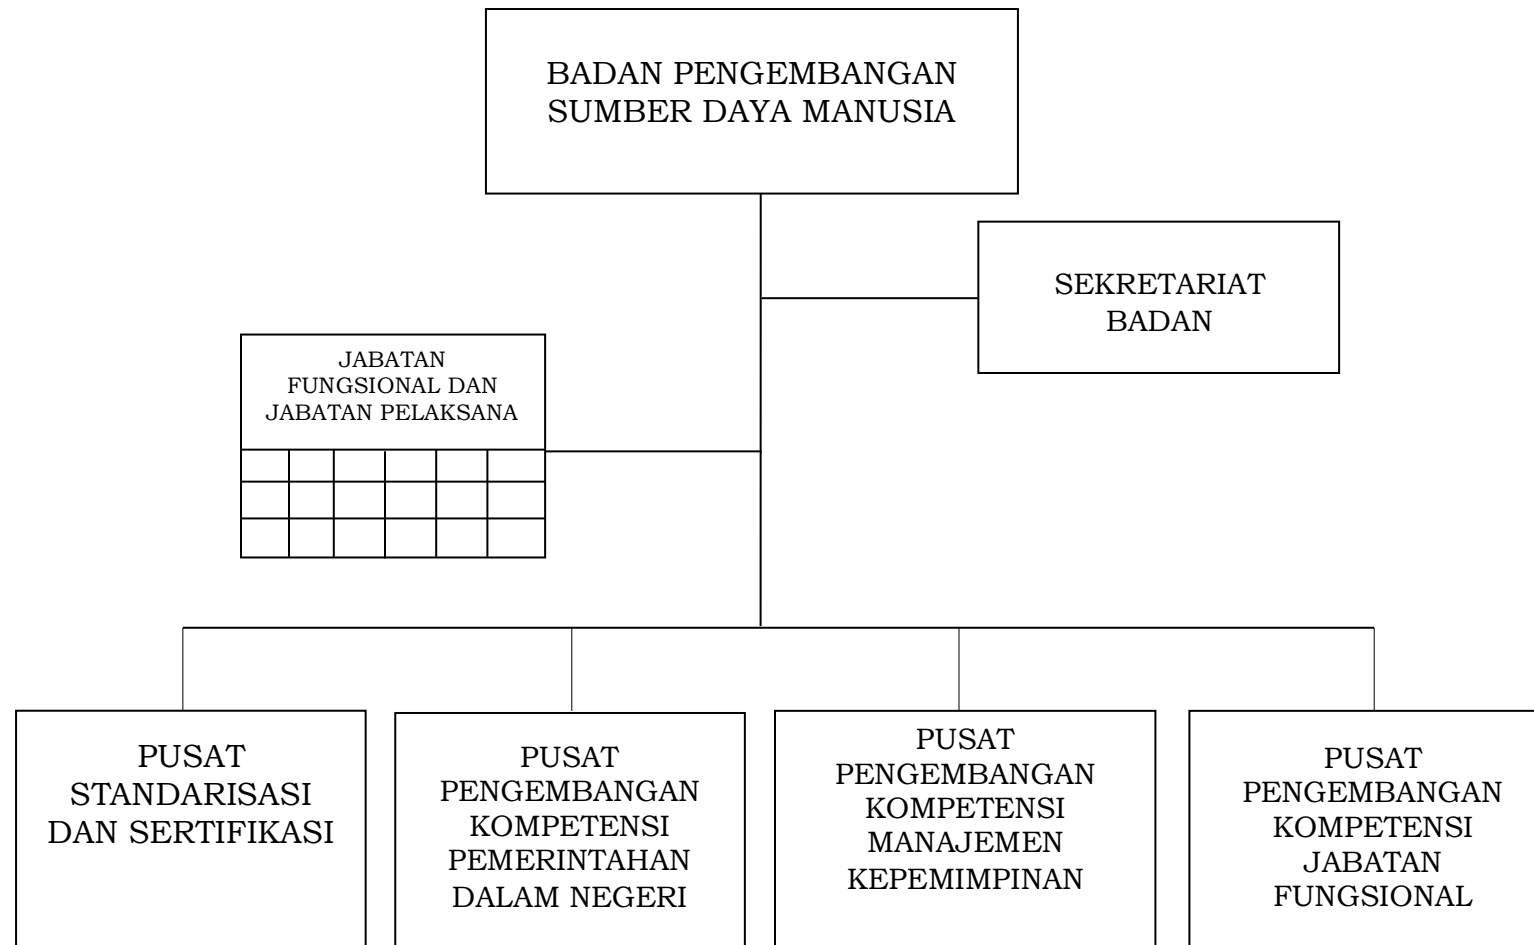 BADAN PENGEMBANGAN
SUMBER DAYA MANUSIA
SEKRETARIAT
BADAN
JABATAN
FUNGSIONAL DAN
JABATAN PELAKSANA
PUSAT
STANDARISASI
DAN SERTIFIKASI
PUSAT
PENGEMBANGAN
KOMPETENSI
PEMERINTAHAN
DALAM NEGERI
PUSAT
PENGEMBANGAN
KOMPETENSI
MANAJEMEN
KEPEMIMPINAN
PUSAT
PENGEMBANGAN
KOMPETENSI
JABATAN
FUNGSIONAL